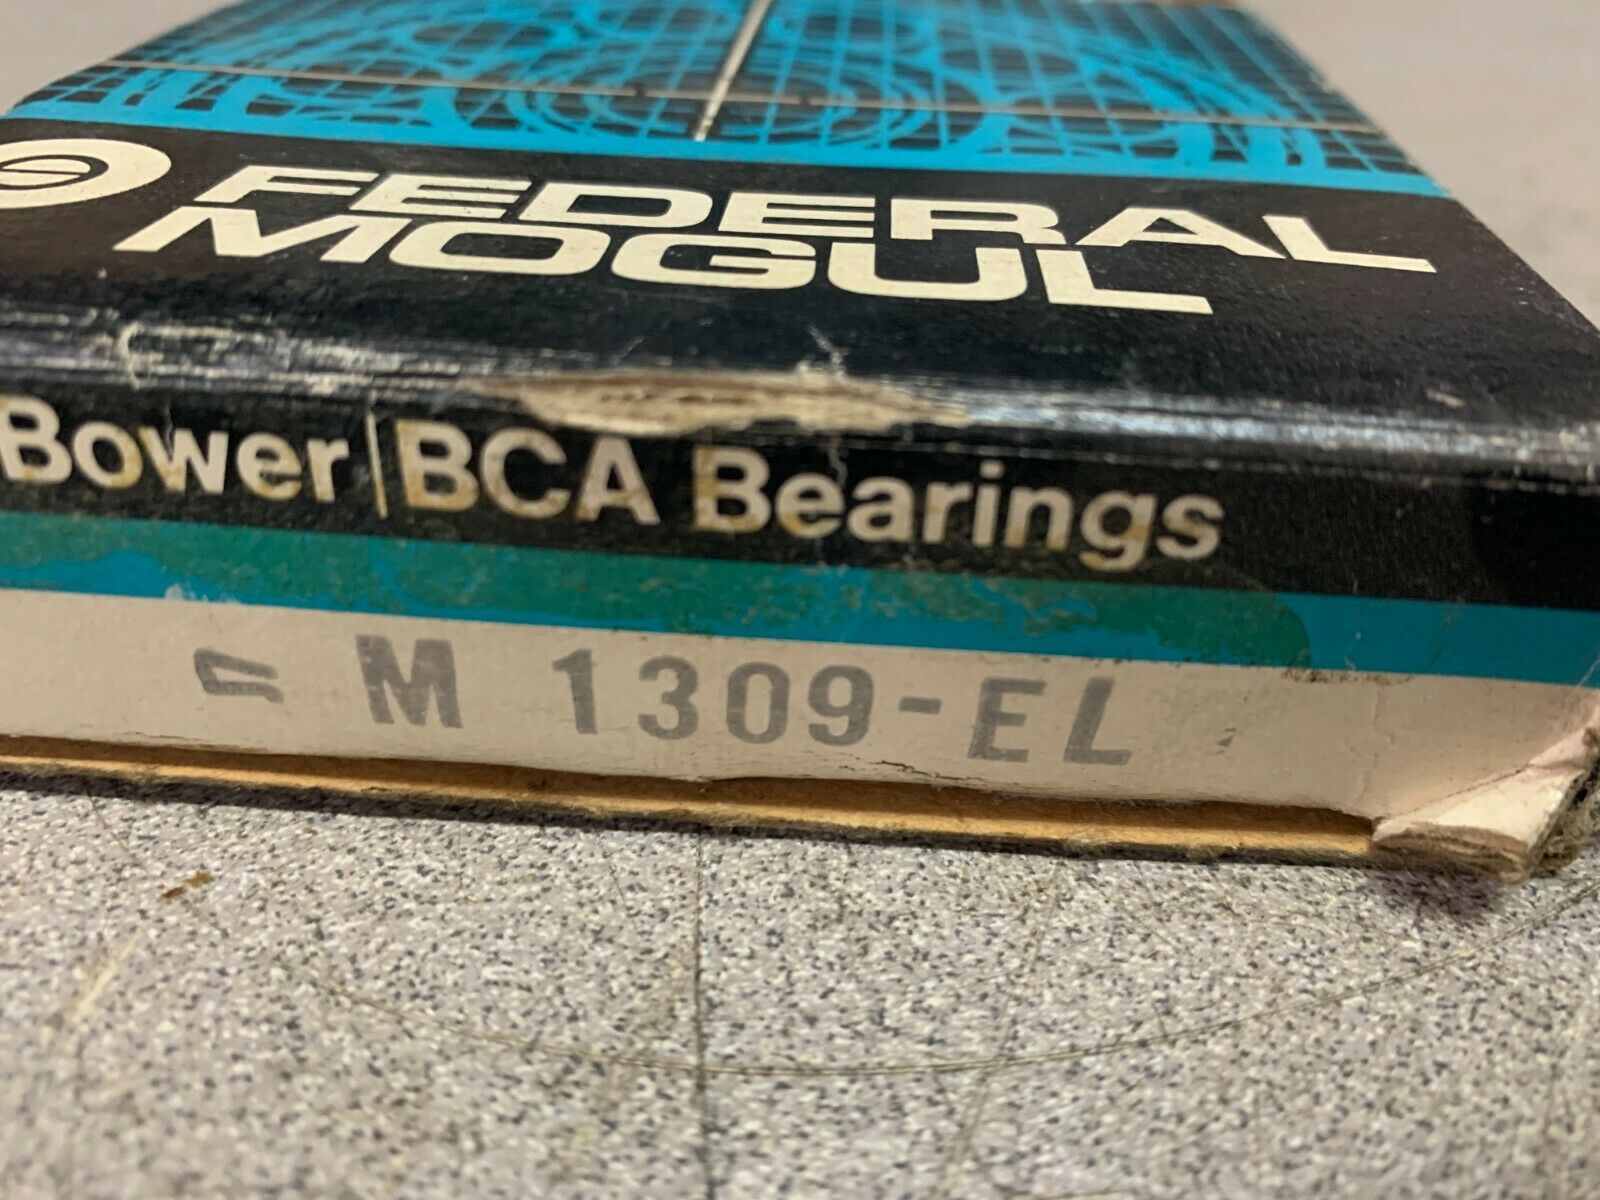 FEDERAL
MOGUL
Bower | BCA Bearings
M 1309-EL